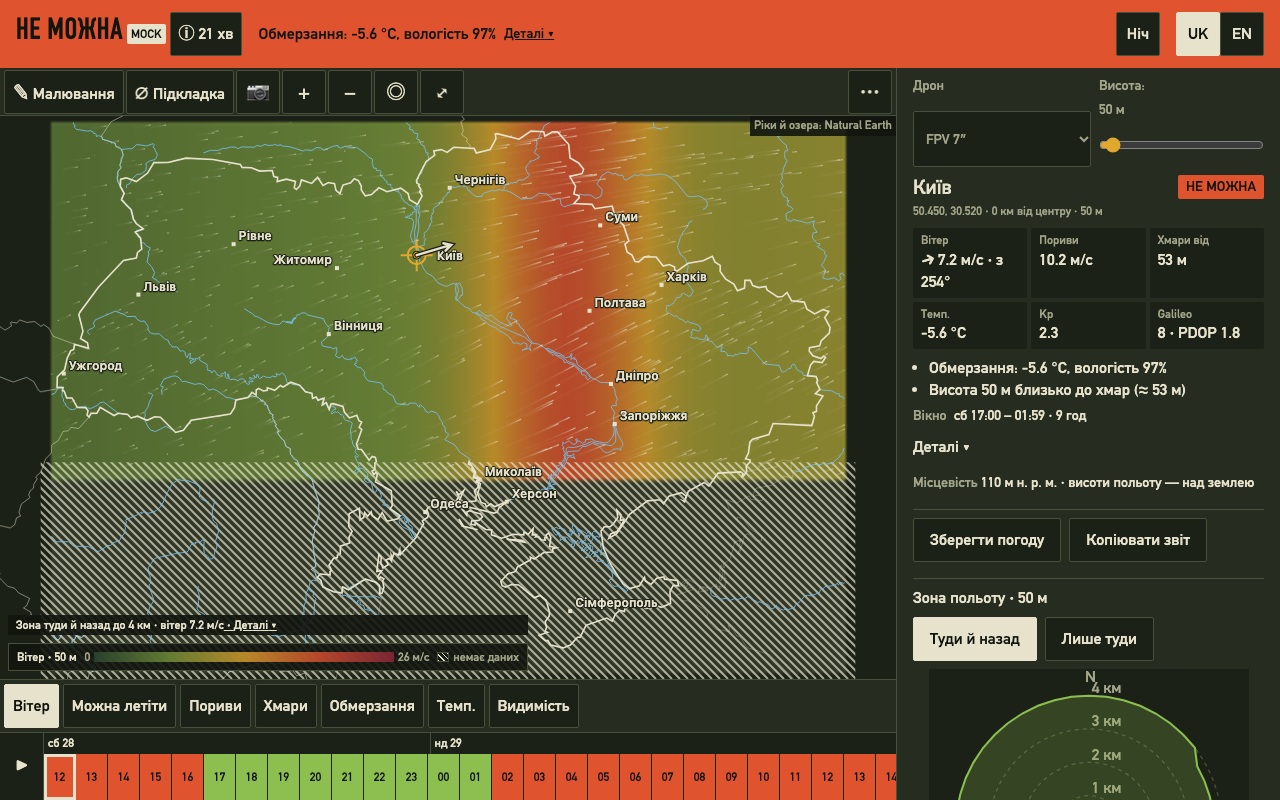 НЕ МОЖНА МОСК ⓘ 21 хв Обмерзання: -5.6 °C, вологість 97% Деталі ▾ Ніч UK EN
✎ Малювання Ø Підкладка 📷 + − ◎ ⤢ ⋯
Ріки й озера: Natural Earth
Чернігів
Суми
Рівне
Житомир
Київ
Харків
Львів
Полтава
Вінниця
Ужгород
Дніпро
Запоріжжя
Миколаїв
Херсон
Одеса
Сімферополь
Зона туди й назад до 4 км · вітер 7.2 м/с · Деталі ▾
Вітер · 50 м 0 26 м/с немає даних
Вітер Можна летіти Пориви Хмари Обмерзання Темп. Видимість
сб 28 нд 29
▶ 12 13 14 15 16 17 18 19 20 21 22 23 00 01 02 03 04 05 06 07 08 09 10 11 12 13 14
Дрон Висота:
50 м
FPV 7″
Київ НЕ МОЖНА
50.450, 30.520 · 0 км від центру · 50 м
Вітер Пориви Хмари від
➔ 7.2 м/с · з 10.2 м/с 53 м
254°
Темп. Kp Galileo
-5.6 °C 2.3 8 · PDOP 1.8
• Обмерзання: -5.6 °C, вологість 97%
• Висота 50 м близько до хмар (≈ 53 м)
Вікно сб 17:00 – 01:59 · 9 год
Деталі ▾
Місцевість 110 м н. р. м. · висоти польоту — над землею
Зберегти погоду Копіювати звіт
Зона польоту · 50 м
Туди й назад Лише туди
N
4 км
3 км
2 км
1 км